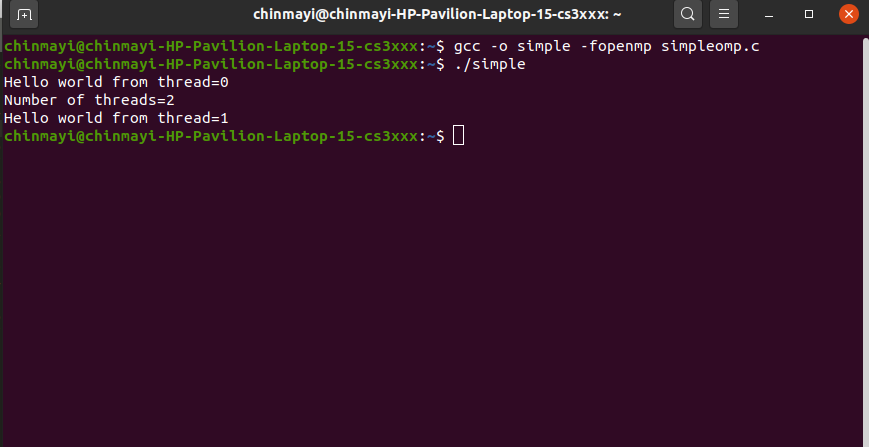 chinmayi@chinmayi-HP-Pavilion-Laptop-15-cs3xxx: ~
chinmayi@chinmayi-HP-Pavilion-Laptop-15-cs3xxx:~$ gcc -o simple -fopenmp simpleomp.c
chinmayi@chinmayi-HP-Pavilion-Laptop-15-cs3xxx:~$ ./simple
Hello world from thread=0
Number of threads=2
Hello world from thread=1
chinmayi@chinmayi-HP-Pavilion-Laptop-15-cs3xxx:~$